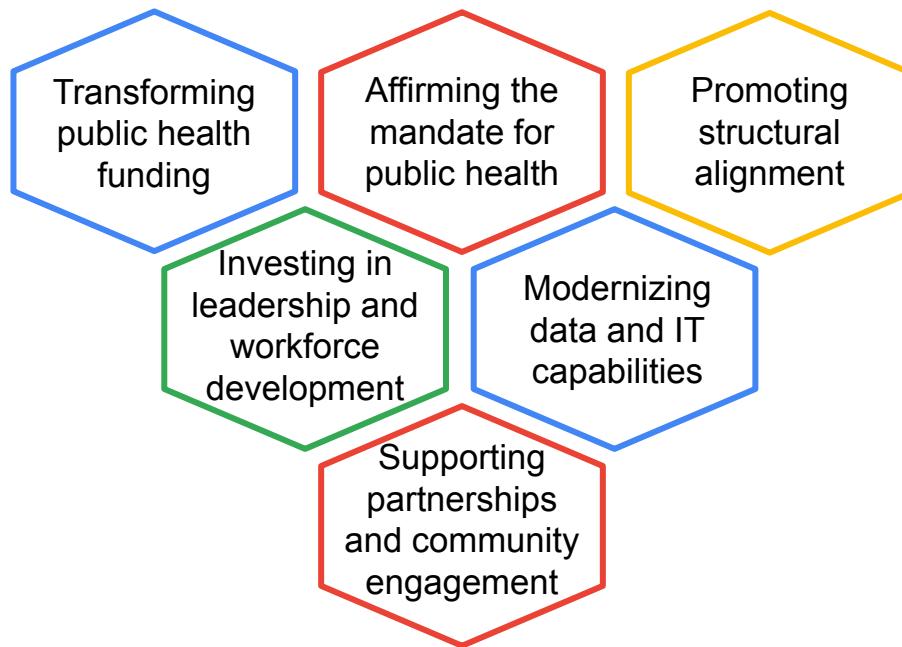 Transforming
public health
funding
Affirming the
mandate for
public health
Promoting
structural
alignment
Investing in
leadership and
workforce
development
Modernizing
data and IT
capabilities
Supporting
partnerships
and community
engagement